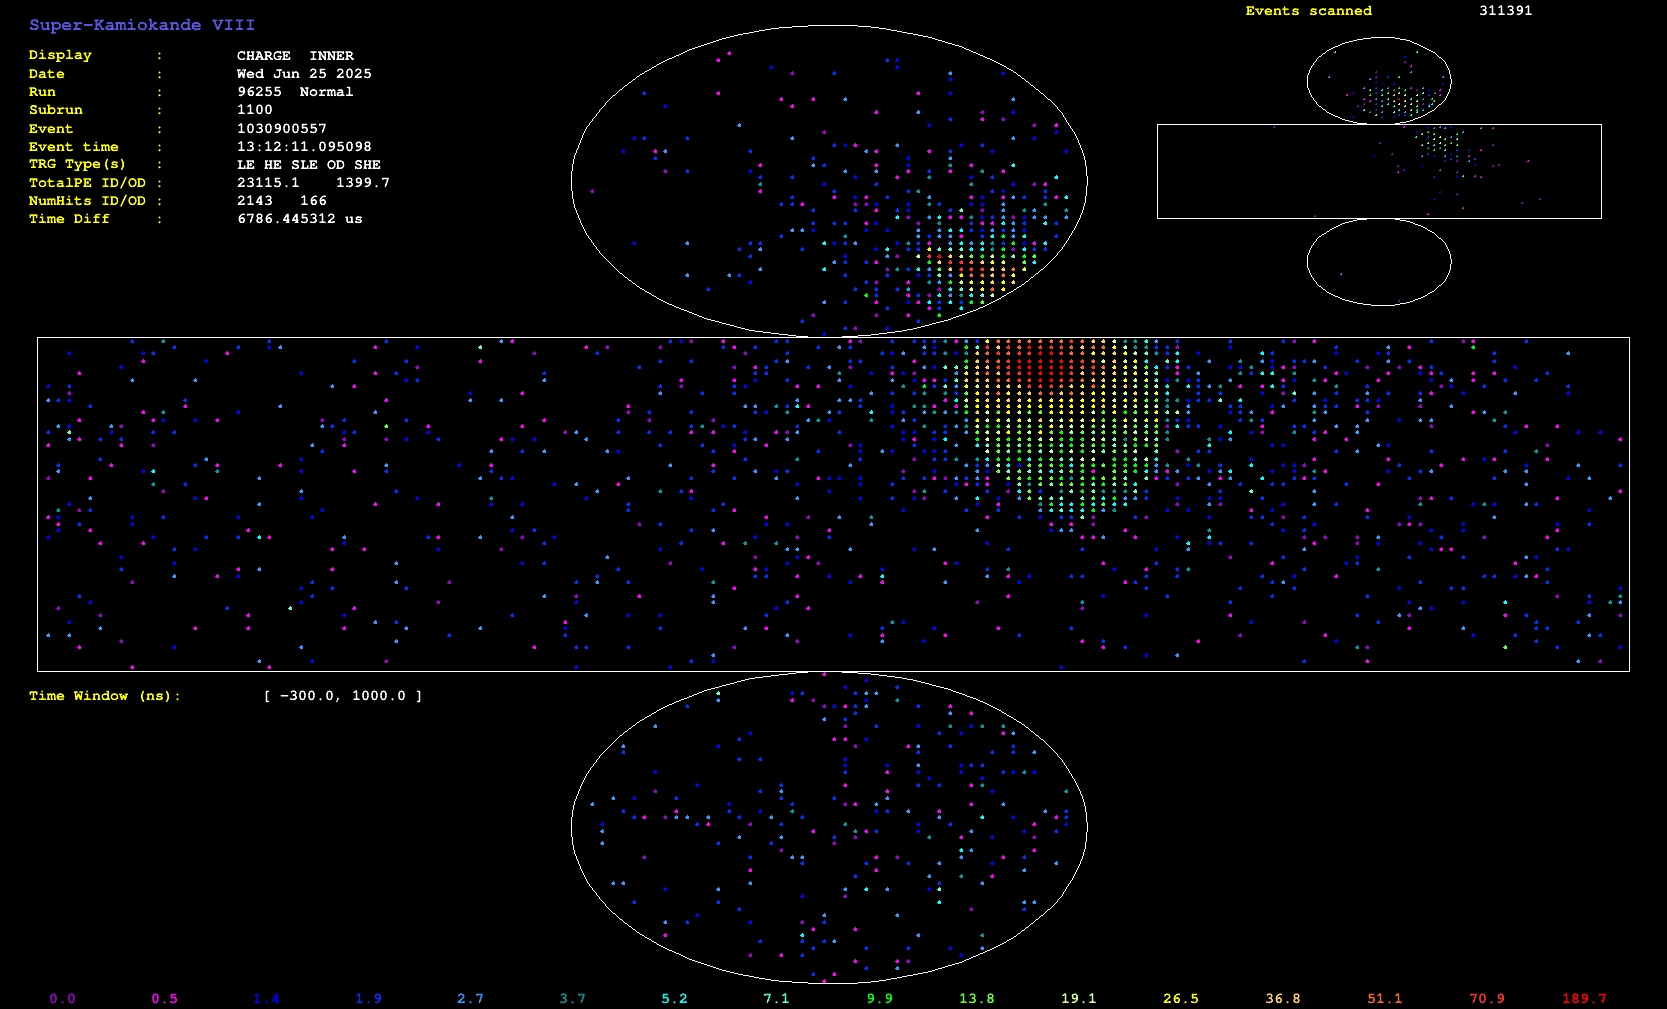 Super-Kamiokande VIII
Events scanned 311391
Display : CHARGE INNER
Date : Wed Jun 25 2025
Run : 96255 Normal
Subrun : 1100
Event : 1030900557
Event time : 13:12:11.095098
TRG Type(s) : LE HE SLE OD SHE
TotalPE ID/OD : 23115.1 1399.7
NumHits ID/OD : 2143 166
Time Diff : 6786.445312 us
Time Window (ns): [ -300.0, 1000.0 ]
0.0 0.5 1.4 1.9 2.7 3.7 5.2 7.1 9.9 13.8 19.1 26.5 36.8 51.1 70.9 189.7